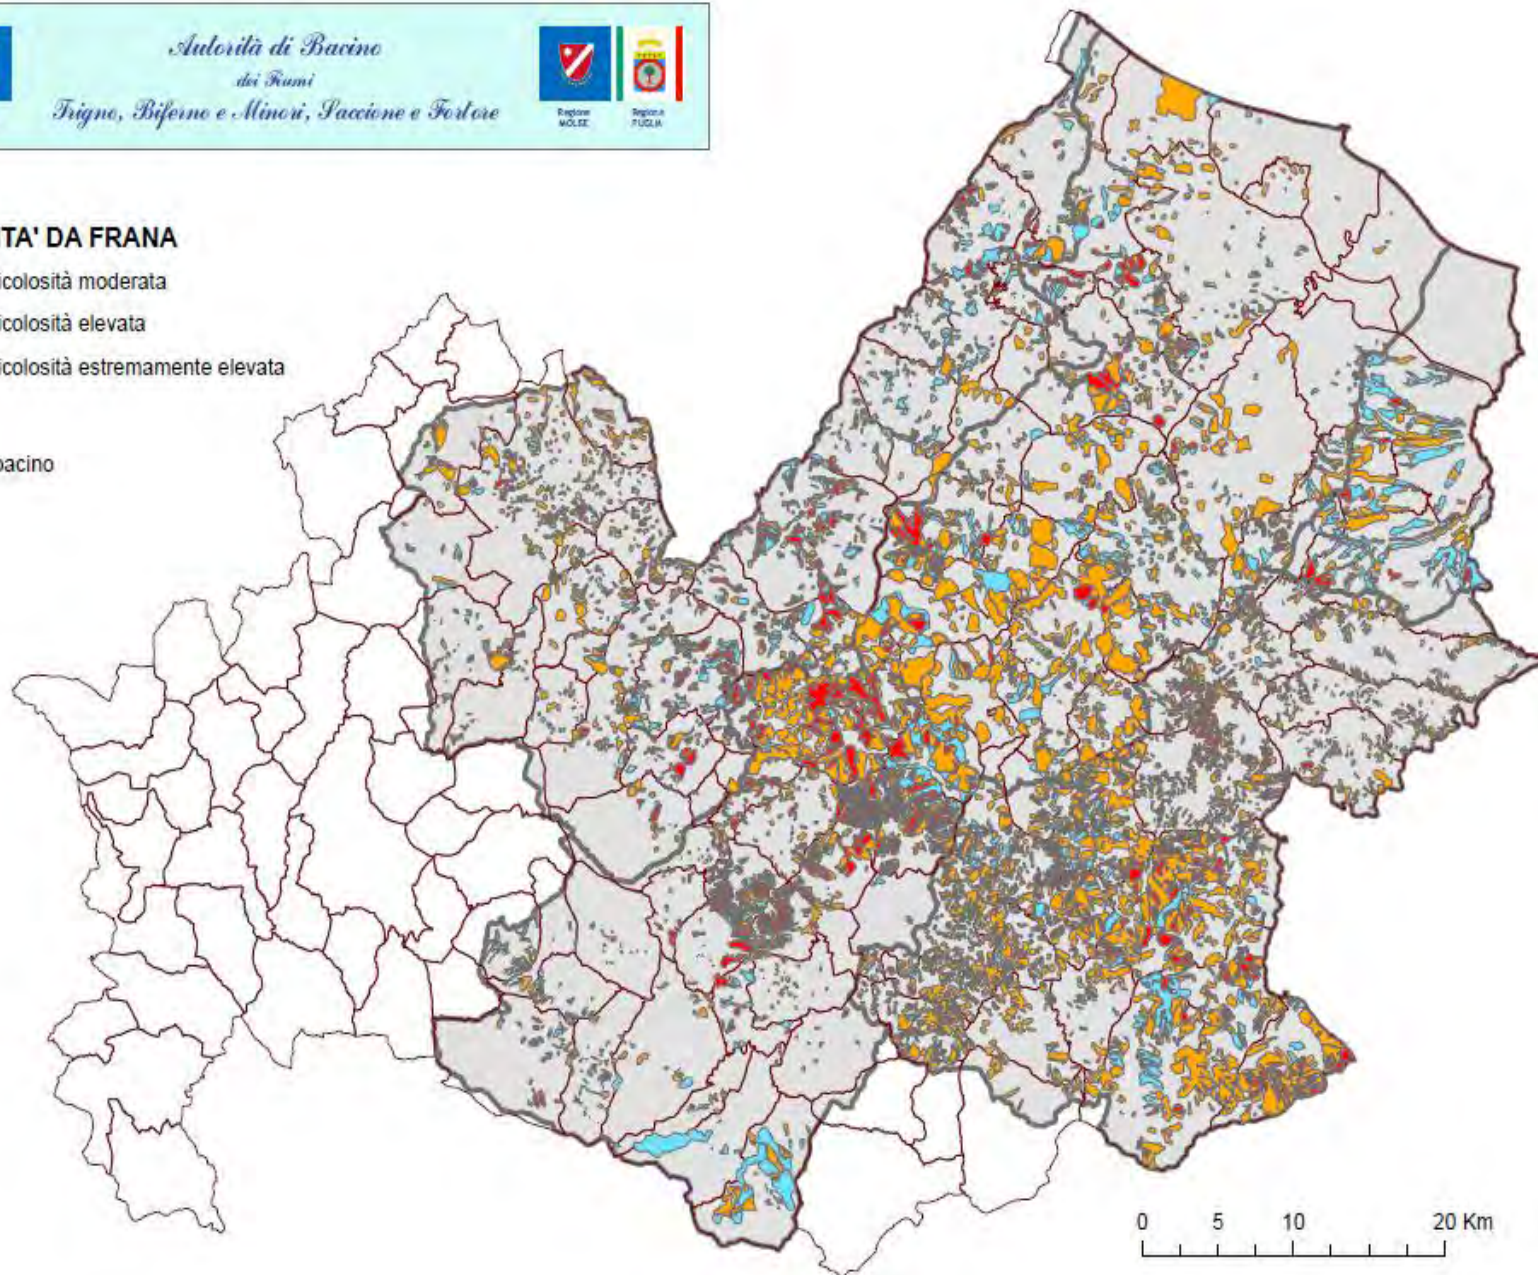 Autorità di Bacino
dei Fiumi
Trigno, Biferno e Minori, Saccione e Fortore
Regione
MOLISE
Regione
PUGLIA
ITA' DA FRANA
icolosità moderata
icolosità elevata
icolosità estremamente elevata
bacino
0 5 10 20 Km